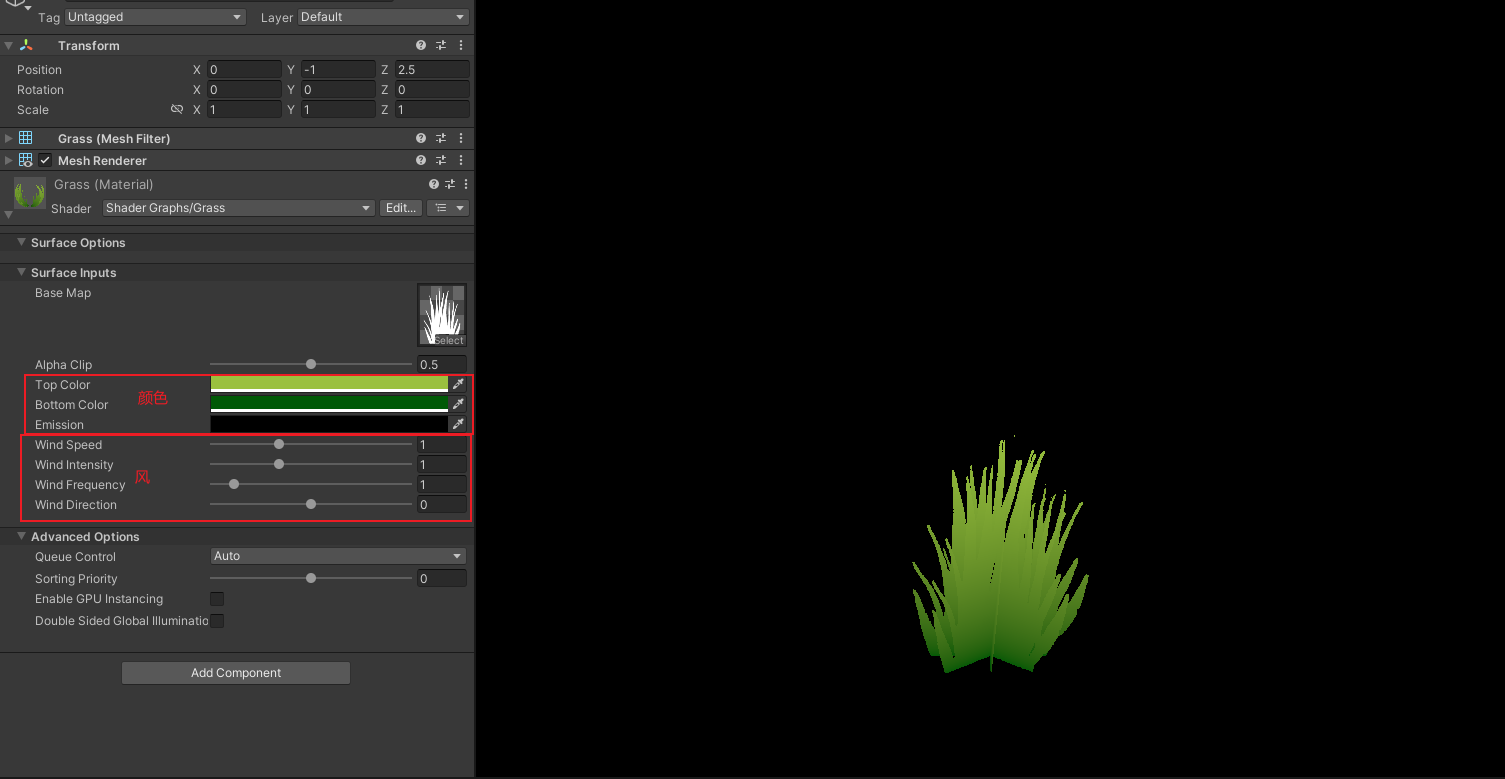 Tag Untagged Layer Default
Transform
Position X 0 Y -1 Z 2.5
Rotation X 0 Y 0 Z 0
Scale X 1 Y 1 Z 1
Grass (Mesh Filter)
Mesh Renderer
Grass (Material)
Shader Shader Graphs/Grass Edit...
Surface Options
Surface Inputs
Base Map
Select
Alpha Clip 0.5
Top Color
颜色
Bottom Color
Emission
Wind Speed 1
Wind Intensity 1
风
Wind Frequency 1
Wind Direction 0
Advanced Options
Queue Control Auto
Sorting Priority 0
Enable GPU Instancing
Double Sided Global Illuminatio
Add Component